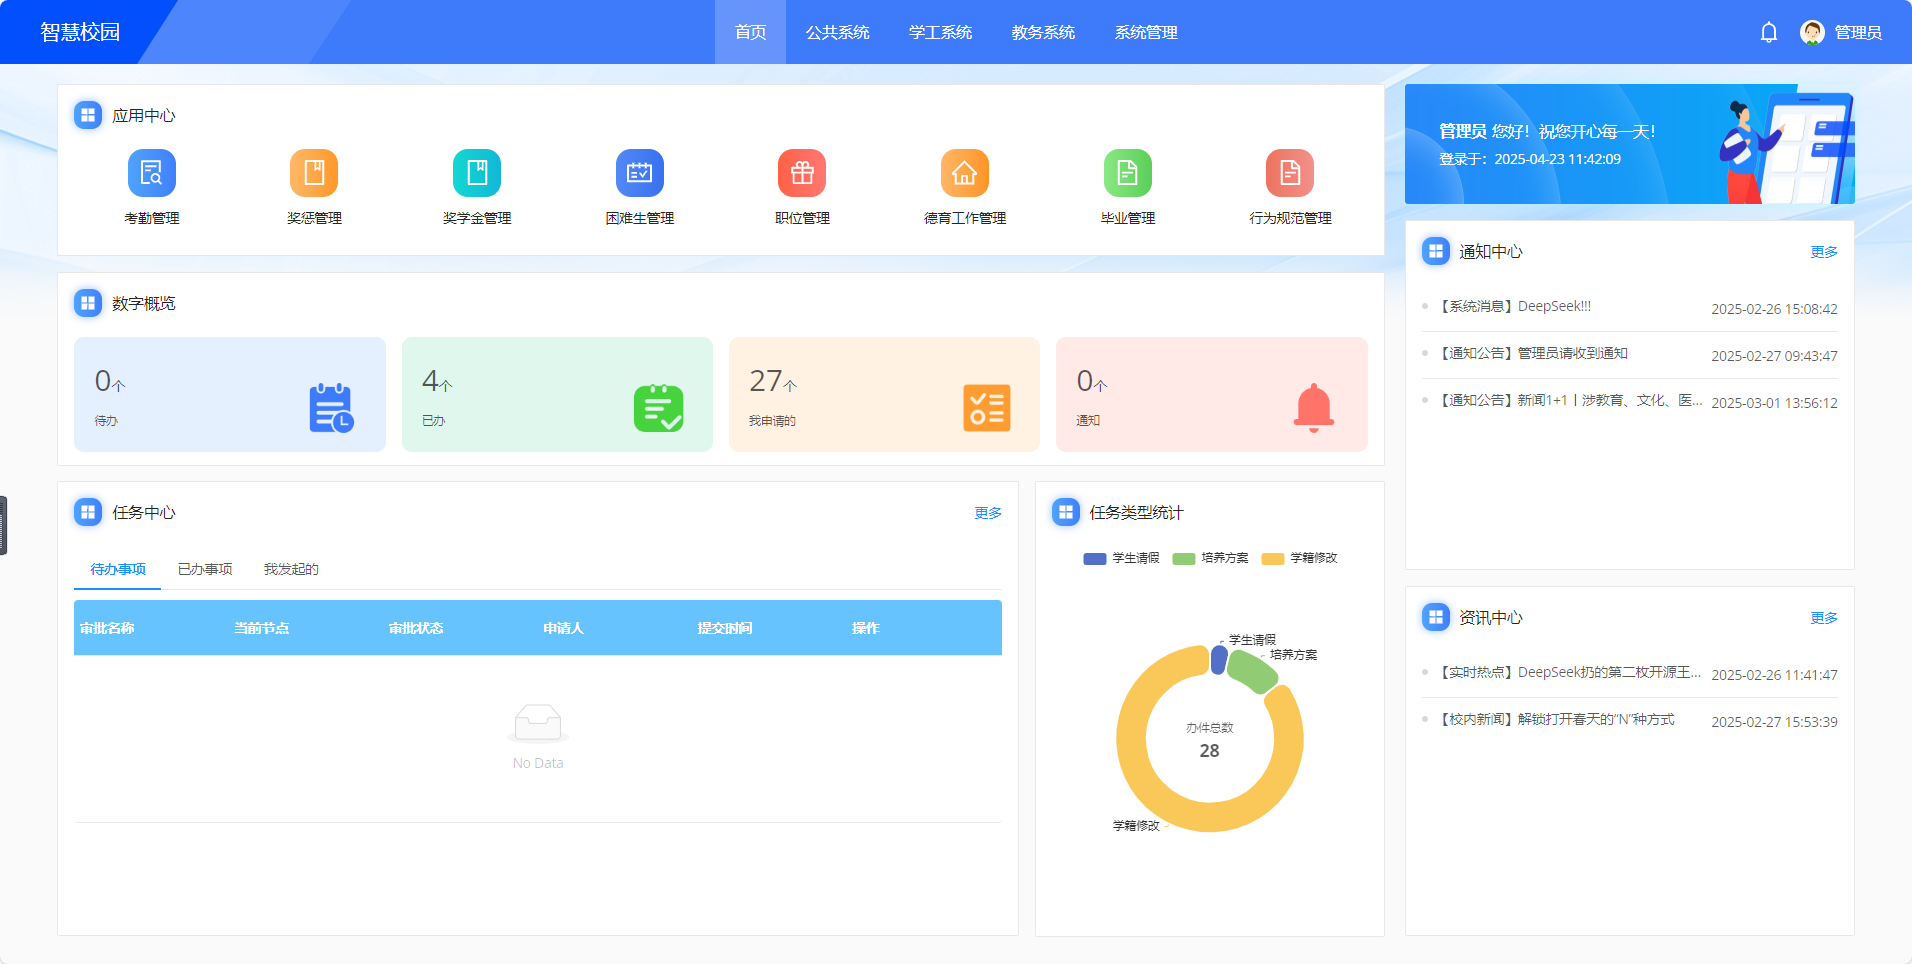 智慧校园
首页 公共系统 学工系统 教务系统 系统管理
管理员
应用中心
考勤管理 奖惩管理 奖学金管理 困难生管理 职位管理 德育工作管理 毕业管理 行为规范管理
管理员 您好！祝您开心每一天！
登录于：2025-04-23 11:42:09
数字概览
0个
待办
4个
已办
27个
我申请的
0个
通知
通知中心 更多
【系统消息】DeepSeek!!! 2025-02-26 15:08:42
【通知公告】管理员请收到通知 2025-02-27 09:43:47
【通知公告】新闻1+1丨涉教育、文化、医... 2025-03-01 13:56:12
任务中心 更多
待办事项 已办事项 我发起的
审批名称 当前节点 审批状态 申请人 提交时间 操作
No Data
任务类型统计
学生请假 培养方案 学籍修改
学生请假
培养方案
办件总数
28
学籍修改
资讯中心 更多
【实时热点】DeepSeek扔的第二枚开源王... 2025-02-26 11:41:47
【校内新闻】解锁打开春天的“N”种方式 2025-02-27 15:53:39